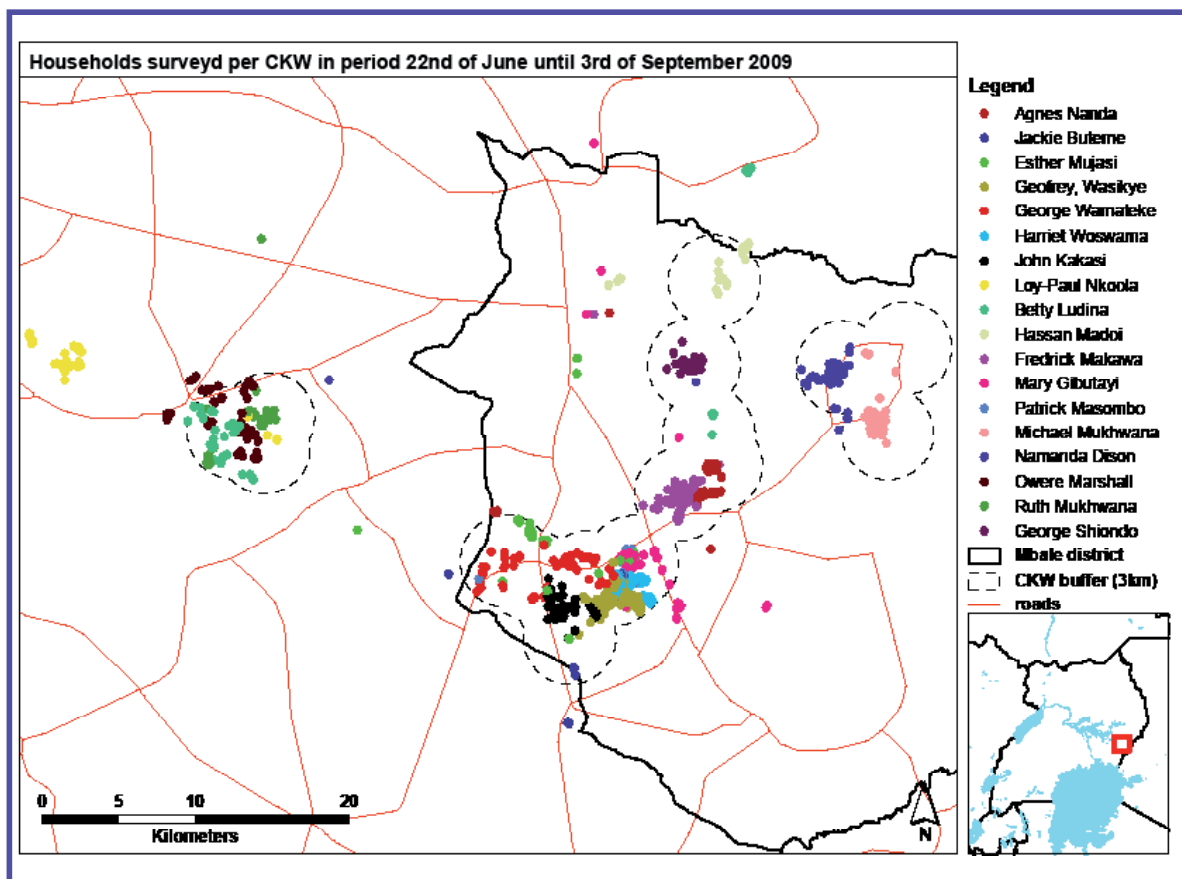 Households surveyd per CKW in period 22nd of June until 3rd of September 2009
Legend
Agnes Nanda
Jackie Buteme
Esther Mujasi
Geofrey, Wasikye
George Wamateke
Harriet Woswama
John Kakasi
Loy-Paul Nkoola
Betty Ludina
Hassan Madoi
Fredrick Makawa
Mary Gibutayi
Patrick Masombo
Michael Mukhwana
Namanda Dison
Owere Marshall
Ruth Mukhwana
George Shiondo
Mbale district
CKW buffer (3km)
roads
0 5 10 20
Kilometers
N